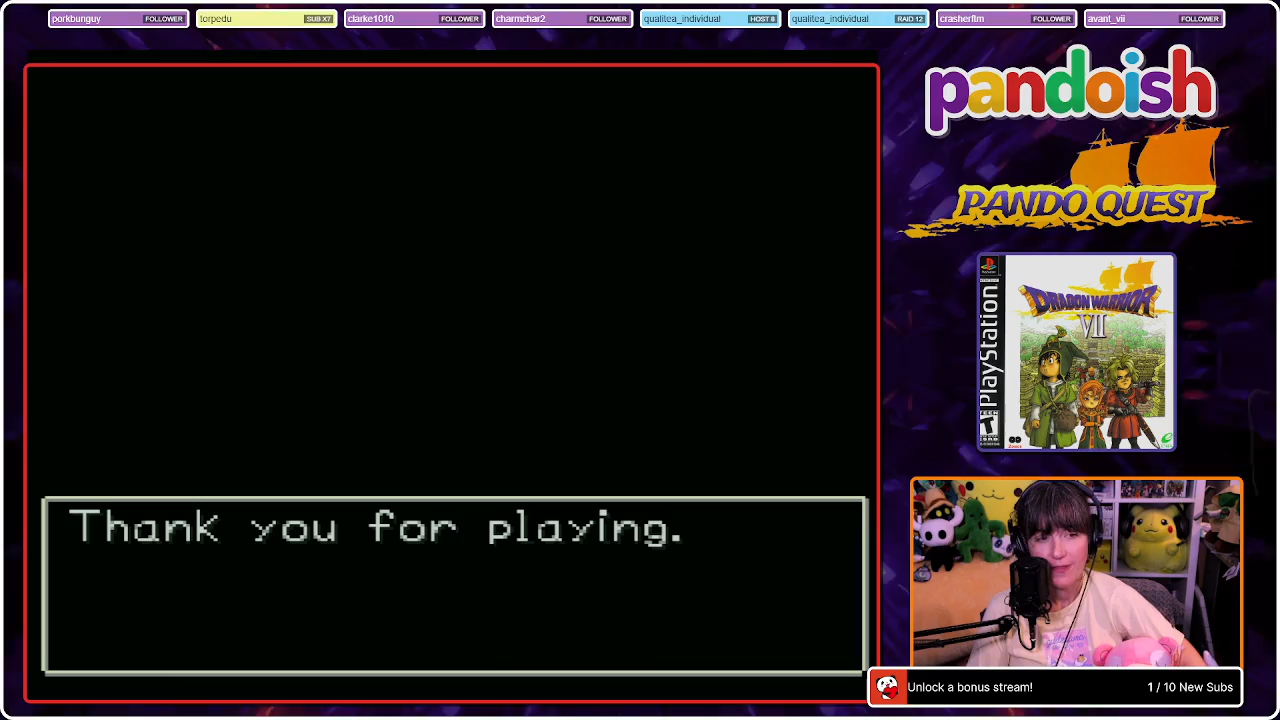 porkbunguy FOLLOWER
torpedu SUB X7
clarke1010 FOLLOWER
charmchar2 FOLLOWER
qualitea_individual HOST 8
qualitea_individual RAID 12
crasherftm FOLLOWER
avant_vii FOLLOWER
pandoish
PANDO QUEST
PlayStation
DRAGON WARRIOR
VII
TEEN
T
Thank you for playing.
Unlock a bonus stream! 1 / 10 New Subs